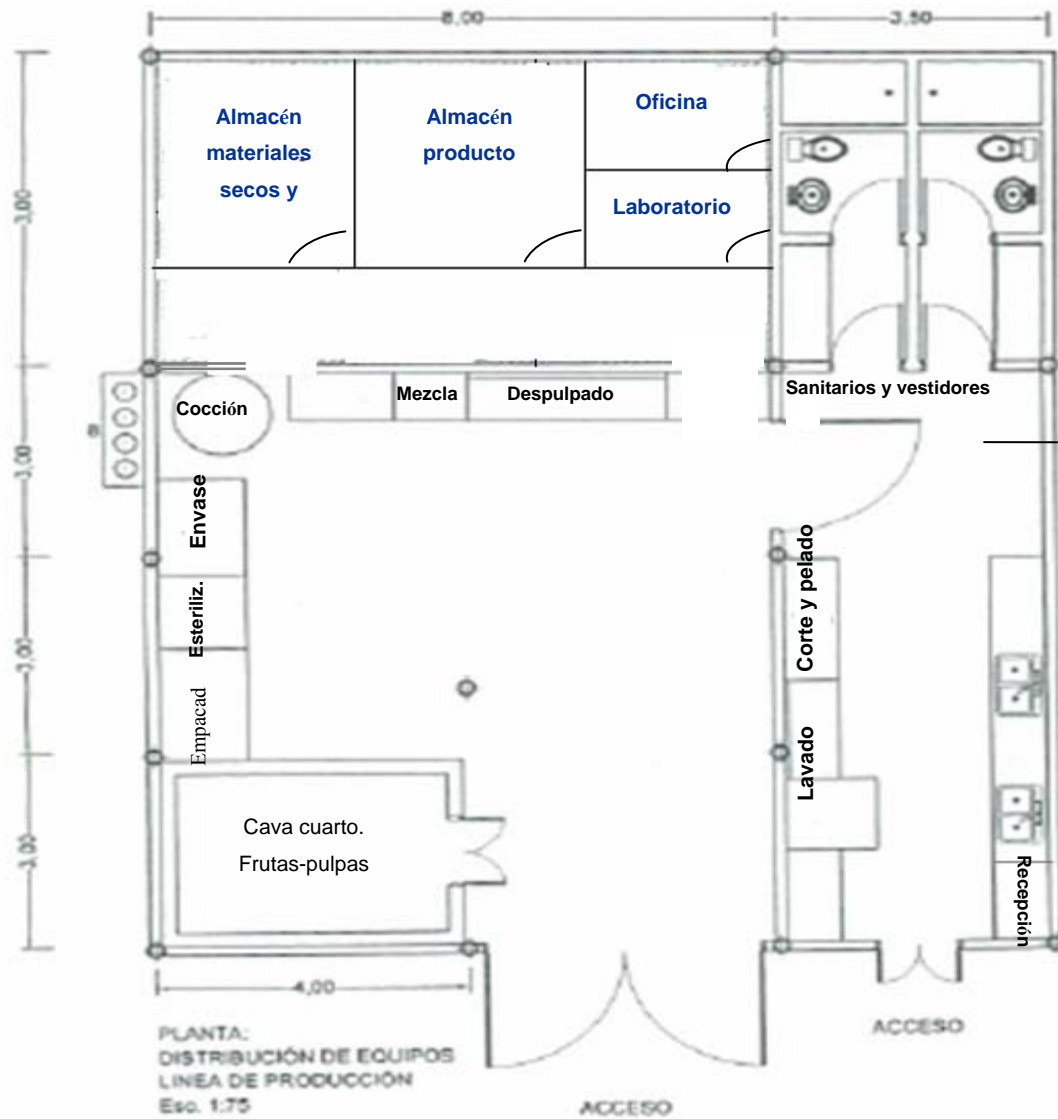 8,00
3,50
Almacén
materiales
secos y
Almacén
producto
Oficina
Laboratorio
3,00
Cocción
Mezcla
Despulpado
Sanitarios y vestidores
3,00
Envase
Esteriliz.
Empacad
Corte y pelado
Lavado
3,00
Cava cuarto.
Frutas-pulpas
3,00
Recepción
4,00
PLANTA:
DISTRIBUCIÓN DE EQUIPOS
LINEA DE PRODUCCIÓN
Esc. 1:75
ACCESO
ACCESO